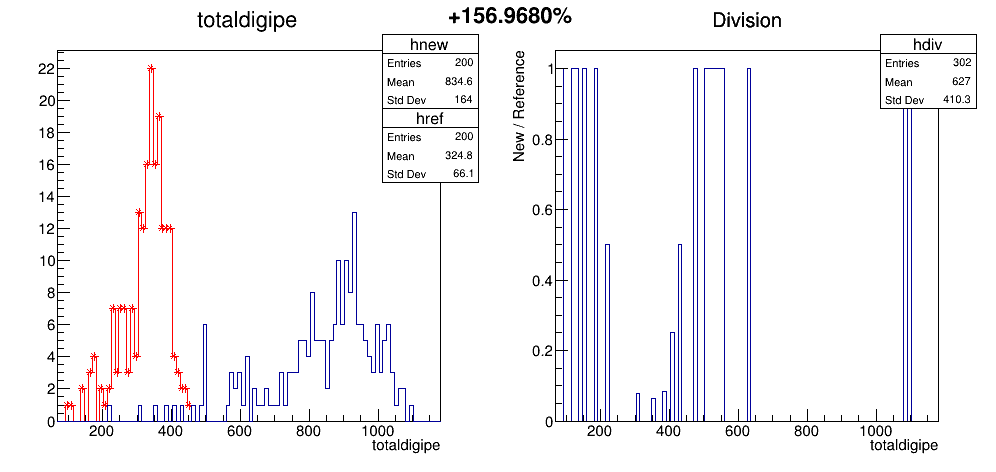 +156.9680%
totaldigipe
hnew
Entries 200
Mean 834.6
Std Dev 164
href
Entries 200
Mean 324.8
Std Dev 66.1
22
20
18
16
14
12
10
8
6
4
2
0
200 400 600 800 1000
totaldigipe
Division
hdiv
Entries 302
Mean 627
Std Dev 410.3
New / Reference
1
0.8
0.6
0.4
0.2
0
200 400 600 800 1000
totaldigipe